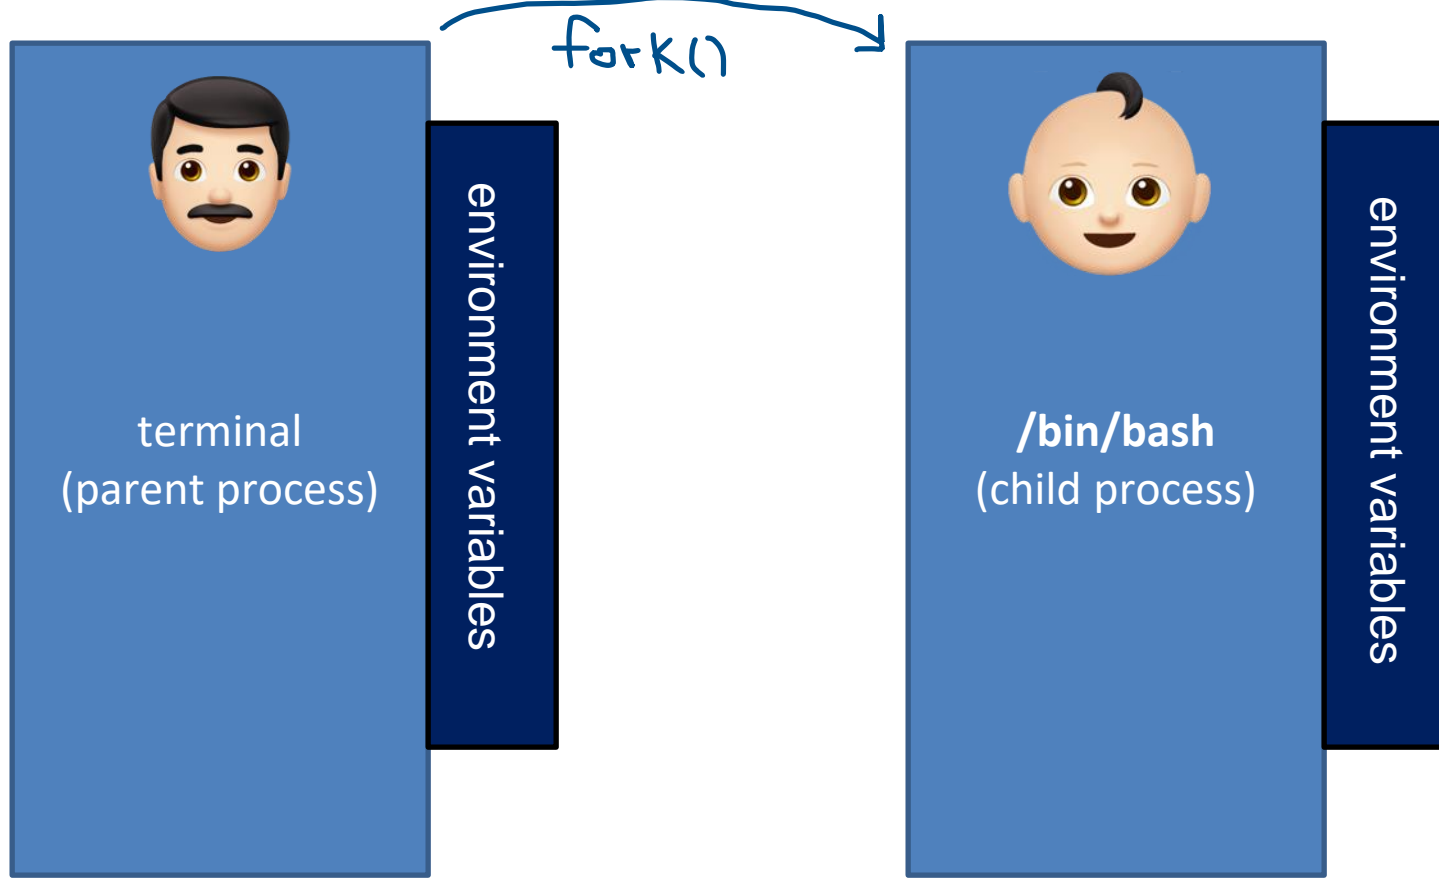 fork()
terminal
(parent process)
environment variables
/bin/bash
(child process)
environment variables